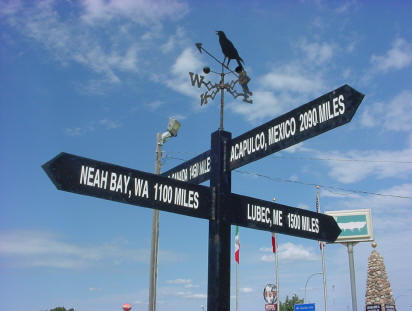 ACAPULCO, MEXICO 2090 MILES
NEAH BAY, WA 1100 MILES
LUBEC, ME 1500 MILES